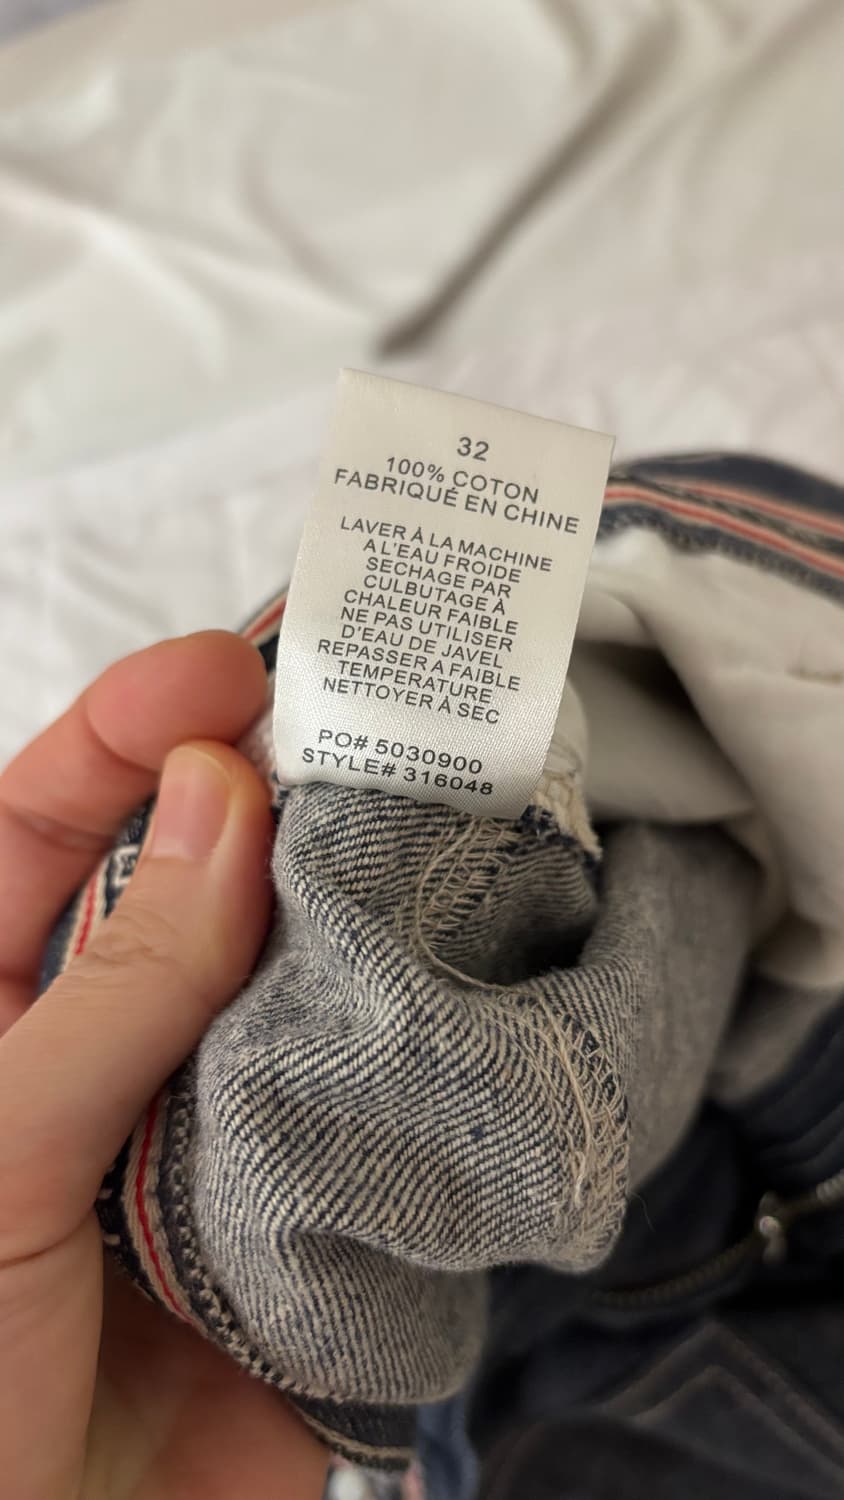 32
100% COTON
FABRIQUÉ EN CHINE
LAVER À LA MACHINE
A L'EAU FROIDE
SECHAGE PAR
CULBUTAGE À
CHALEUR FAIBLE
NE PAS UTILISER
D'EAU DE JAVEL
REPASSER A FAIBLE
TEMPERATURE
NETTOYER À SEC
PO# 5030900
STYLE# 316048